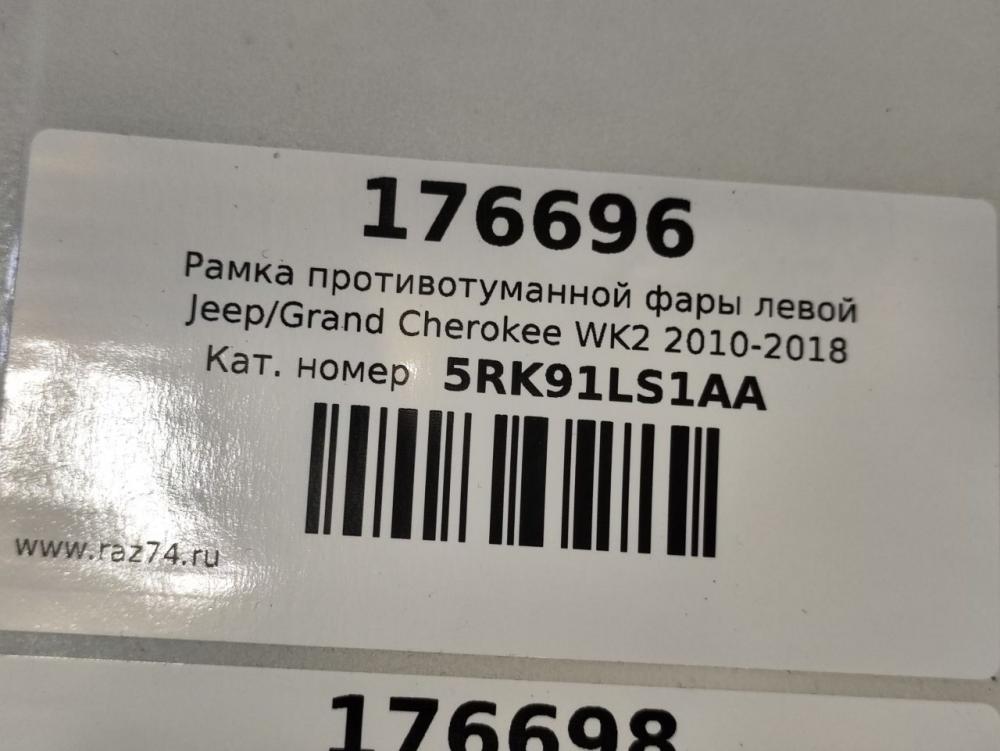 176696
Рамка противотуманной фары левой
Jeep/Grand Cherokee WK2 2010-2018
Кат. номер 5RK91LS1AA
www.raz74.ru
176698